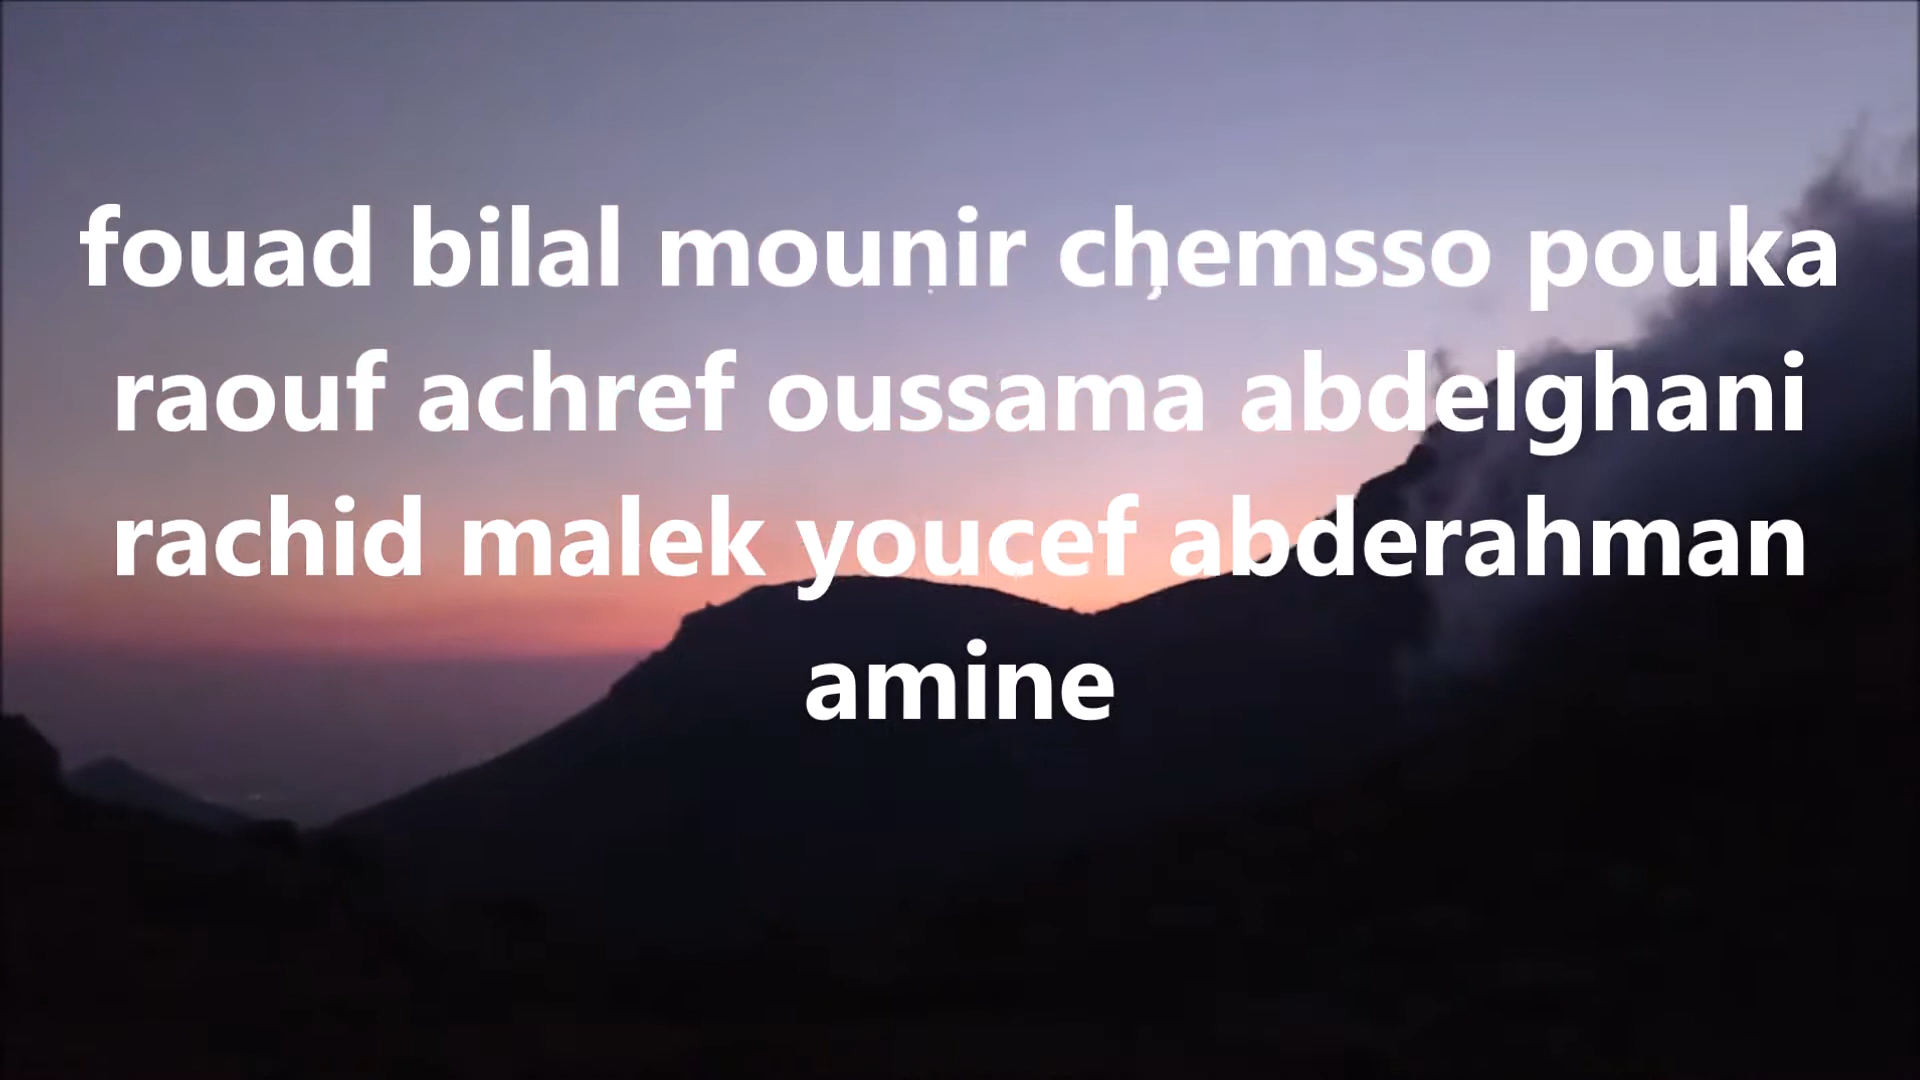 fouad bilal mounir chemsso pouka
raouf achref oussama abdelghani
rachid malek youcef abderahman
amine